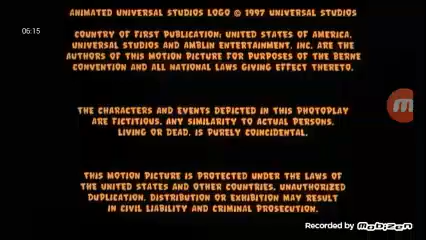 ANIMATED UNIVERSAL STUDIOS LOGO © 1997 UNIVERSAL STUDIOS
06:15
COUNTRY OF FIRST PUBLICATION: UNITED STATES OF AMERICA.
UNIVERSAL STUDIOS AND AMBLIN ENTERTAINMENT, INC. ARE THE
AUTHORS OF THIS MOTION PICTURE FOR PURPOSES OF THE BERNE
CONVENTION AND ALL NATIONAL LAWS GIVING EFFECT THERETO.
THE CHARACTERS AND EVENTS DEPICTED IN THIS PHOTOPLAY
ARE FICTITIOUS. ANY SIMILARITY TO ACTUAL PERSONS,
LIVING OR DEAD, IS PURELY COINCIDENTAL.
THIS MOTION PICTURE IS PROTECTED UNDER THE LAWS OF
THE UNITED STATES AND OTHER COUNTRIES. UNAUTHORIZED
DUPLICATION, DISTRIBUTION OR EXHIBITION MAY RESULT
IN CIVIL LIABILITY AND CRIMINAL PROSECUTION.
Recorded by Mobizen